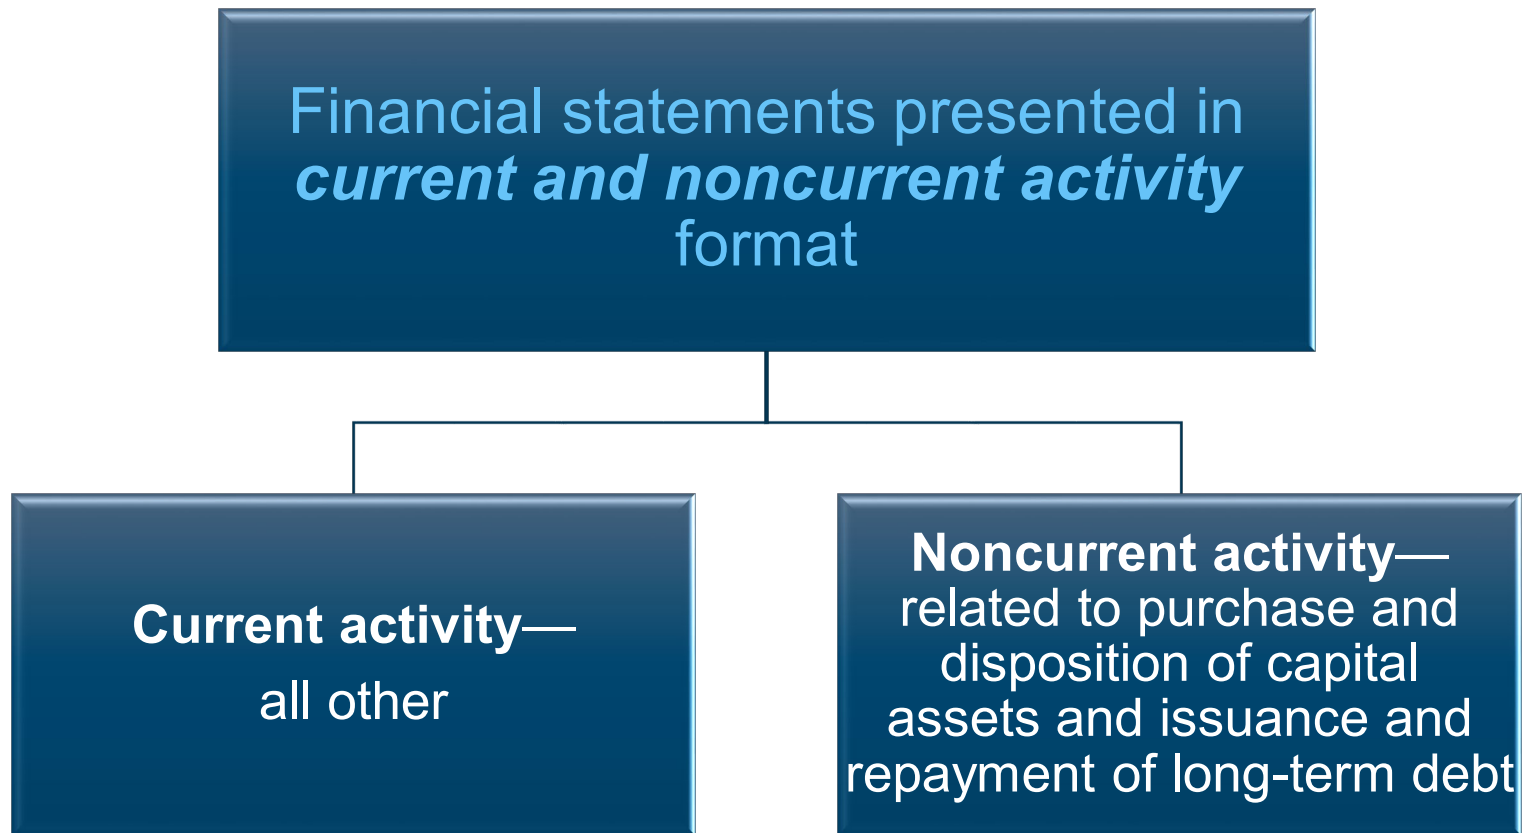 Financial statements presented in
current and noncurrent activity
format
Current activity—
all other
Noncurrent activity—
related to purchase and
disposition of capital
assets and issuance and
repayment of long-term debt